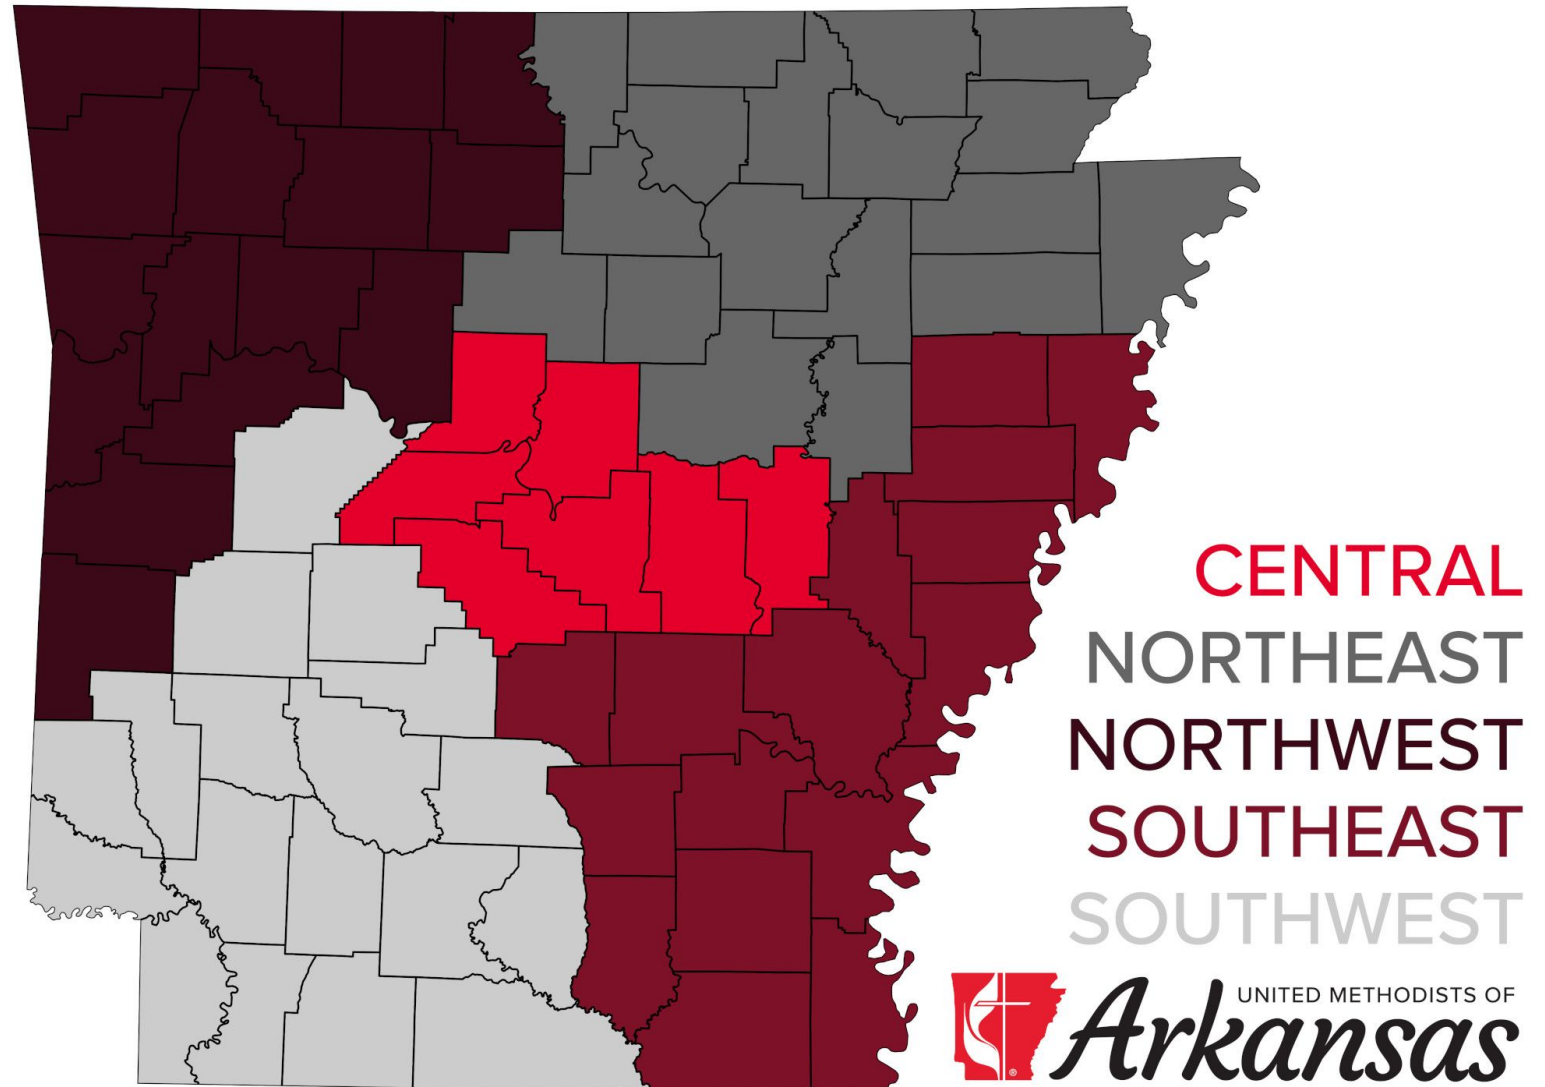 CENTRAL
NORTHEAST
NORTHWEST
SOUTHEAST
SOUTHWEST
UNITED METHODISTS OF
Arkansas